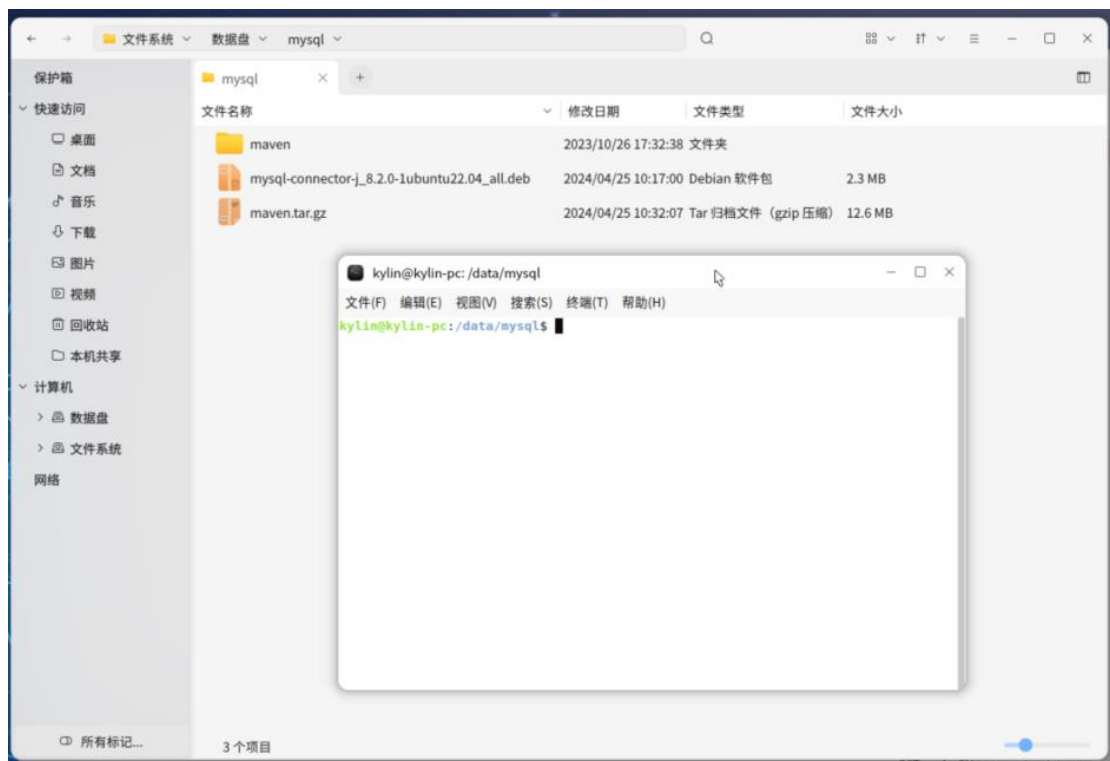 文件系统 数据盘 mysql
保护箱
mysql
快速访问
文件名称 修改日期 文件类型 文件大小
桌面
maven 2023/10/26 17:32:38 文件夹
文档
mysql-connector-j_8.2.0-1ubuntu22.04_all.deb 2024/04/25 10:17:00 Debian 软件包 2.3 MB
音乐
maven.tar.gz 2024/04/25 10:32:07 Tar 归档文件（gzip 压缩） 12.6 MB
下载
图片
视频
回收站
本机共享
计算机
数据盘
文件系统
网络
kylin@kylin-pc: /data/mysql
文件(F) 编辑(E) 视图(V) 搜索(S) 终端(T) 帮助(H)
kylin@kylin-pc:/data/mysql$
所有标记...
3 个项目